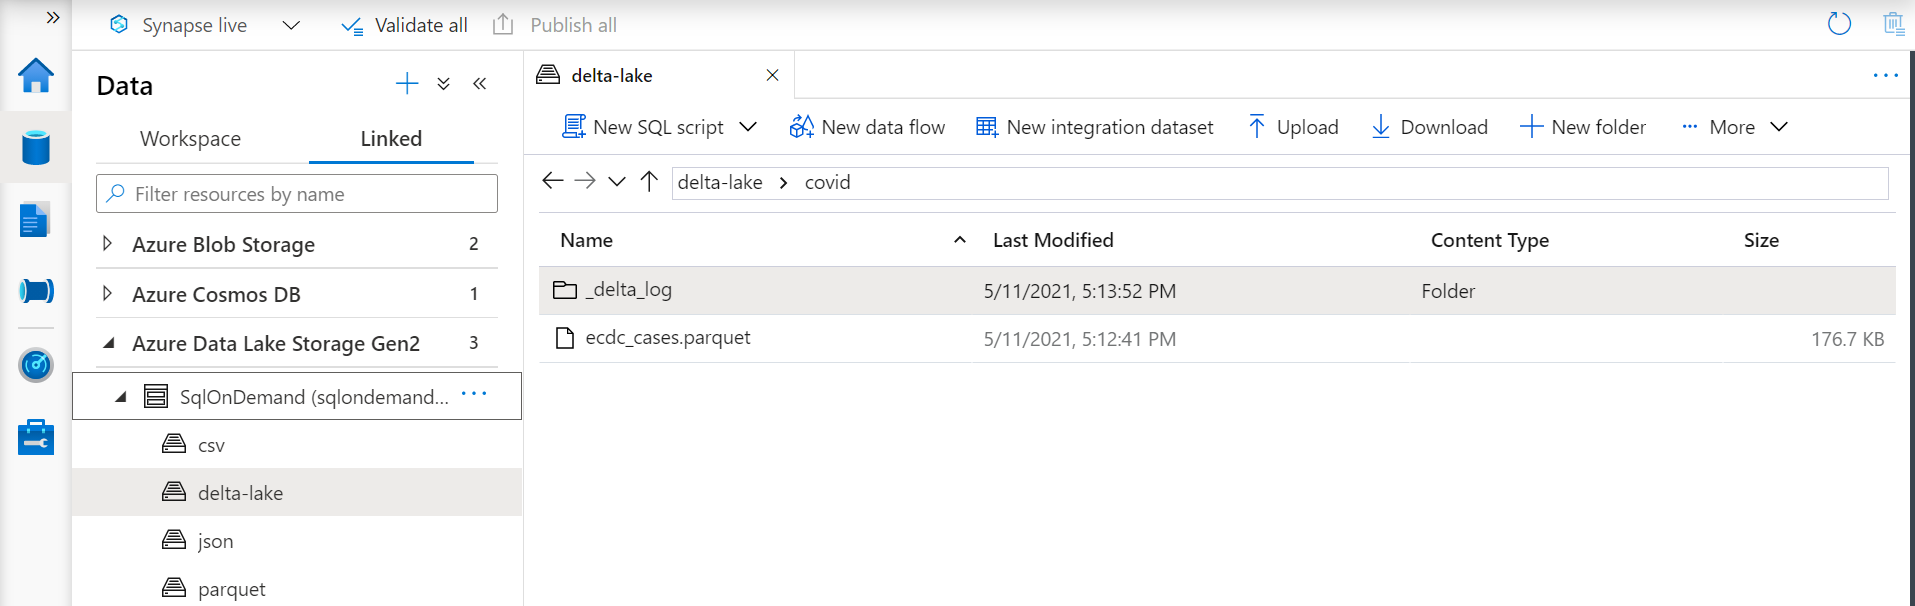 Synapse live Validate all Publish all
Data
Workspace Linked
Filter resources by name
Azure Blob Storage 2
Azure Cosmos DB 1
Azure Data Lake Storage Gen2 3
SqlOnDemand (sqlondemand...
csv
delta-lake
json
parquet
delta-lake
New SQL script New data flow New integration dataset Upload Download New folder More
delta-lake covid
Name Last Modified Content Type Size
_delta_log 5/11/2021, 5:13:52 PM Folder
ecdc_cases.parquet 5/11/2021, 5:12:41 PM 176.7 KB